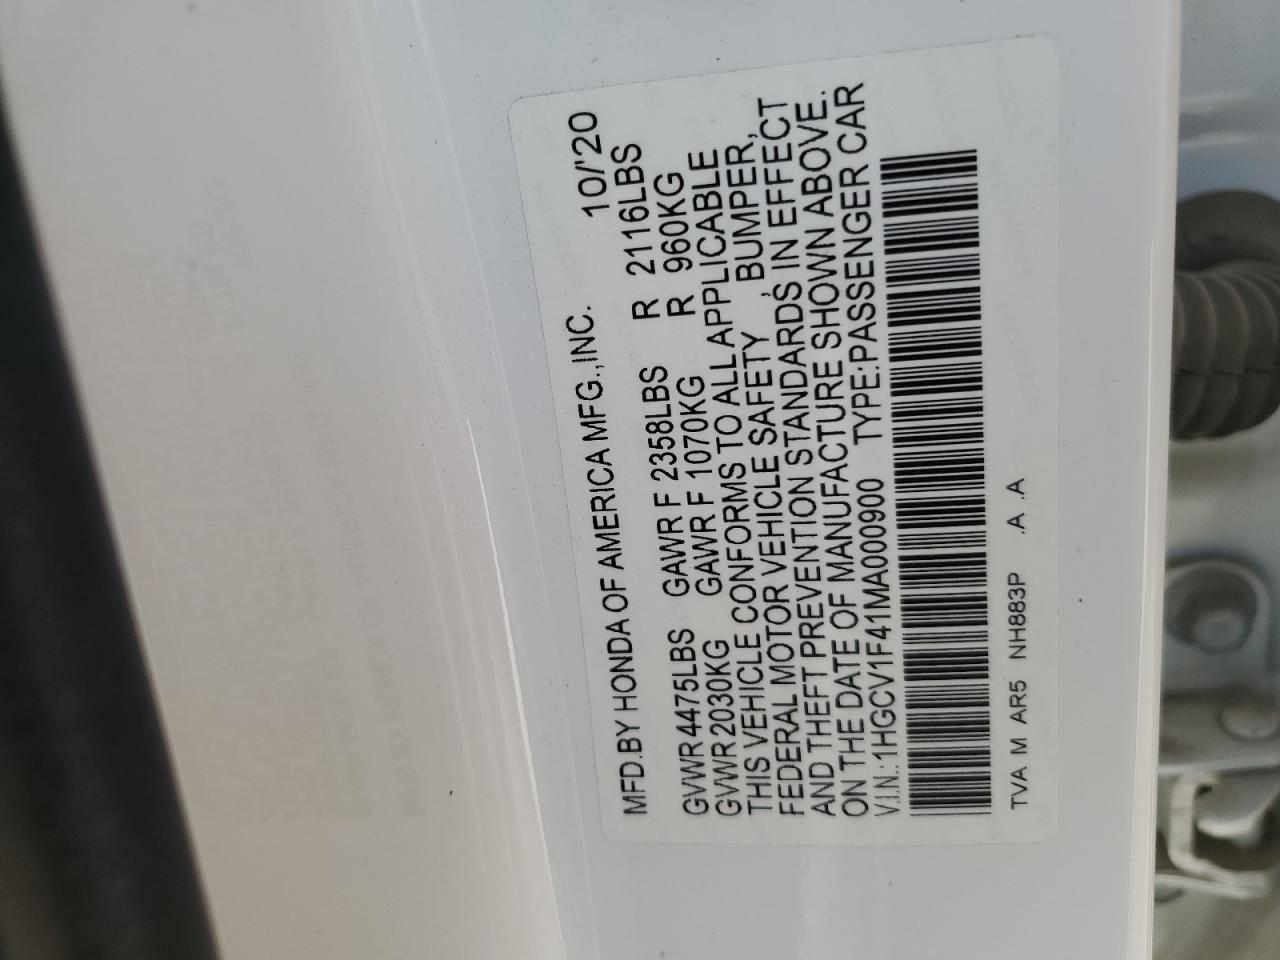 MFD.BY HONDA OF AMERICA MFG.,INC. 10/'20
GVWR 4475LBS GAWR F 2358LBS R 2116LBS
GVWR 2030KG GAWR F 1070KG R 960KG
THIS VEHICLE CONFORMS TO ALL APPLICABLE
FEDERAL MOTOR VEHICLE SAFETY, BUMPER,
AND THEFT PREVENTION STANDARDS IN EFFECT
ON THE DATE OF MANUFACTURE SHOWN ABOVE.
V.I.N.:1HGCV1F41MA000900 TYPE:PASSENGER CAR
TVA M AR5 NH883P .A .A